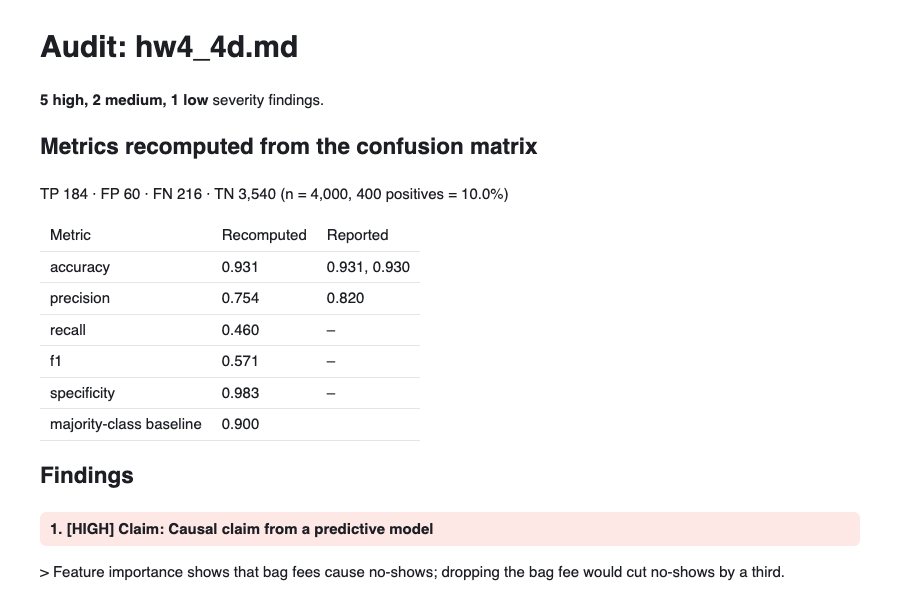 Audit: hw4_4d.md
5 high, 2 medium, 1 low severity findings.
Metrics recomputed from the confusion matrix
TP 184 · FP 60 · FN 216 · TN 3,540 (n = 4,000, 400 positives = 10.0%)
Metric Recomputed Reported
accuracy 0.931 0.931, 0.930
precision 0.754 0.820
recall 0.460 –
f1 0.571 –
specificity 0.983 –
majority-class baseline 0.900
Findings
1. [HIGH] Claim: Causal claim from a predictive model
> Feature importance shows that bag fees cause no-shows; dropping the bag fee would cut no-shows by a third.